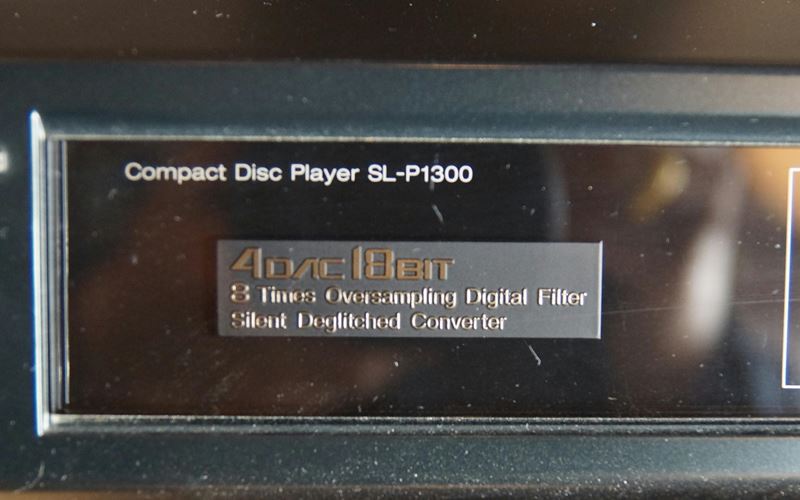 Compact Disc Player SL-P1300
4DAC 18BIT
8 Times Oversampling Digital Filter
Silent Deglitched Converter